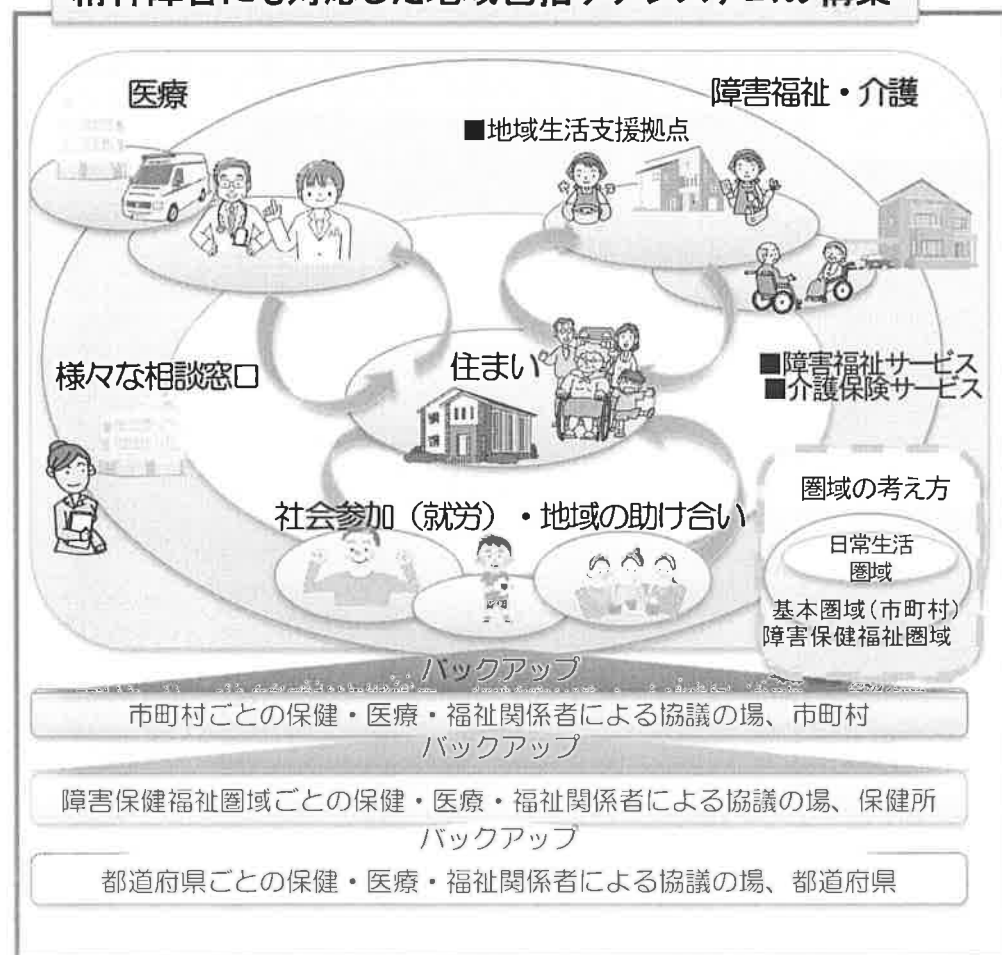 精神障害にも対応した地域包括ケアシステムの構築
医療
障害福祉・介護
■地域生活支援拠点
様々な相談窓口
住まい
■障害福祉サービス
■介護保険サービス
社会参加（就労）・地域の助け合い
圏域の考え方
日常生活
圏域
基本圏域（市町村）
障害保健福祉圏域
バックアップ
市町村ごとの保健・医療・福祉関係者による協議の場、市町村
バックアップ
障害保健福祉圏域ごとの保健・医療・福祉関係者による協議の場、保健所
バックアップ
都道府県ごとの保健・医療・福祉関係者による協議の場、都道府県